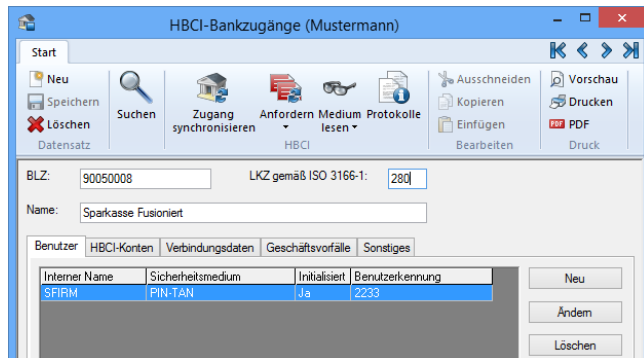 HBCI-Bankzugänge (Mustermann)
Start
Neu
Speichern
Löschen
Datensatz
Suchen
Zugang synchronisieren
Anfordern
Medium lesen
Protokolle
HBCI
Ausschneiden
Kopieren
Einfügen
Bearbeiten
Vorschau
Drucken
PDF PDF
Druck
BLZ: 90050008 LKZ gemäß ISO 3166-1: 280
Name: Sparkasse Fusioniert
Benutzer HBCI-Konten Verbindungsdaten Geschäftsvorfälle Sonstiges
Interner Name Sicherheitsmedium Initialisiert Benutzerkennung
SFIRM PIN-TAN Ja 2233
Neu
Ändern
Löschen